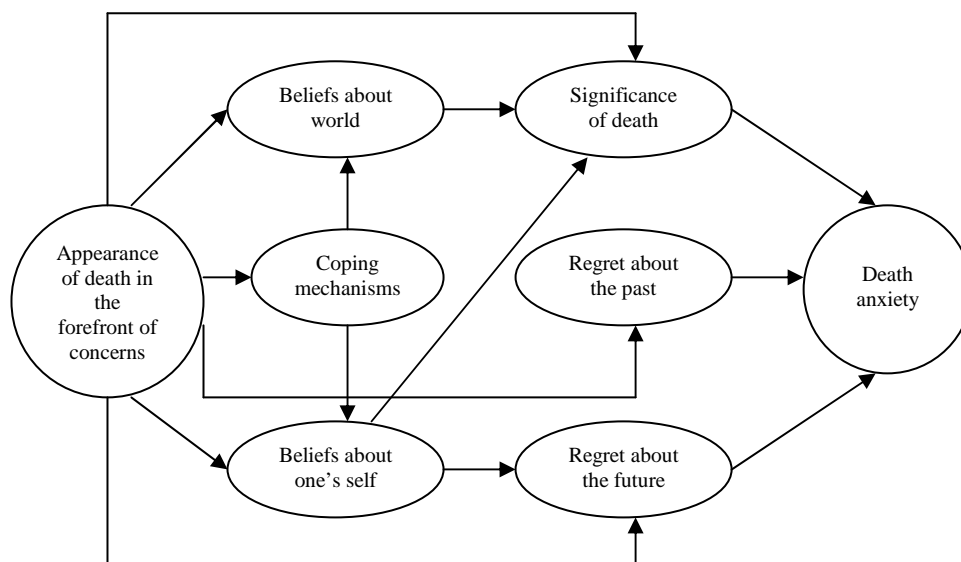 Beliefs about
world
Significance
of death
Appearance
of death in
the
forefront of
concerns
Coping
mechanisms
Regret about
the past
Death
anxiety
Beliefs about
one’s self
Regret about
the future